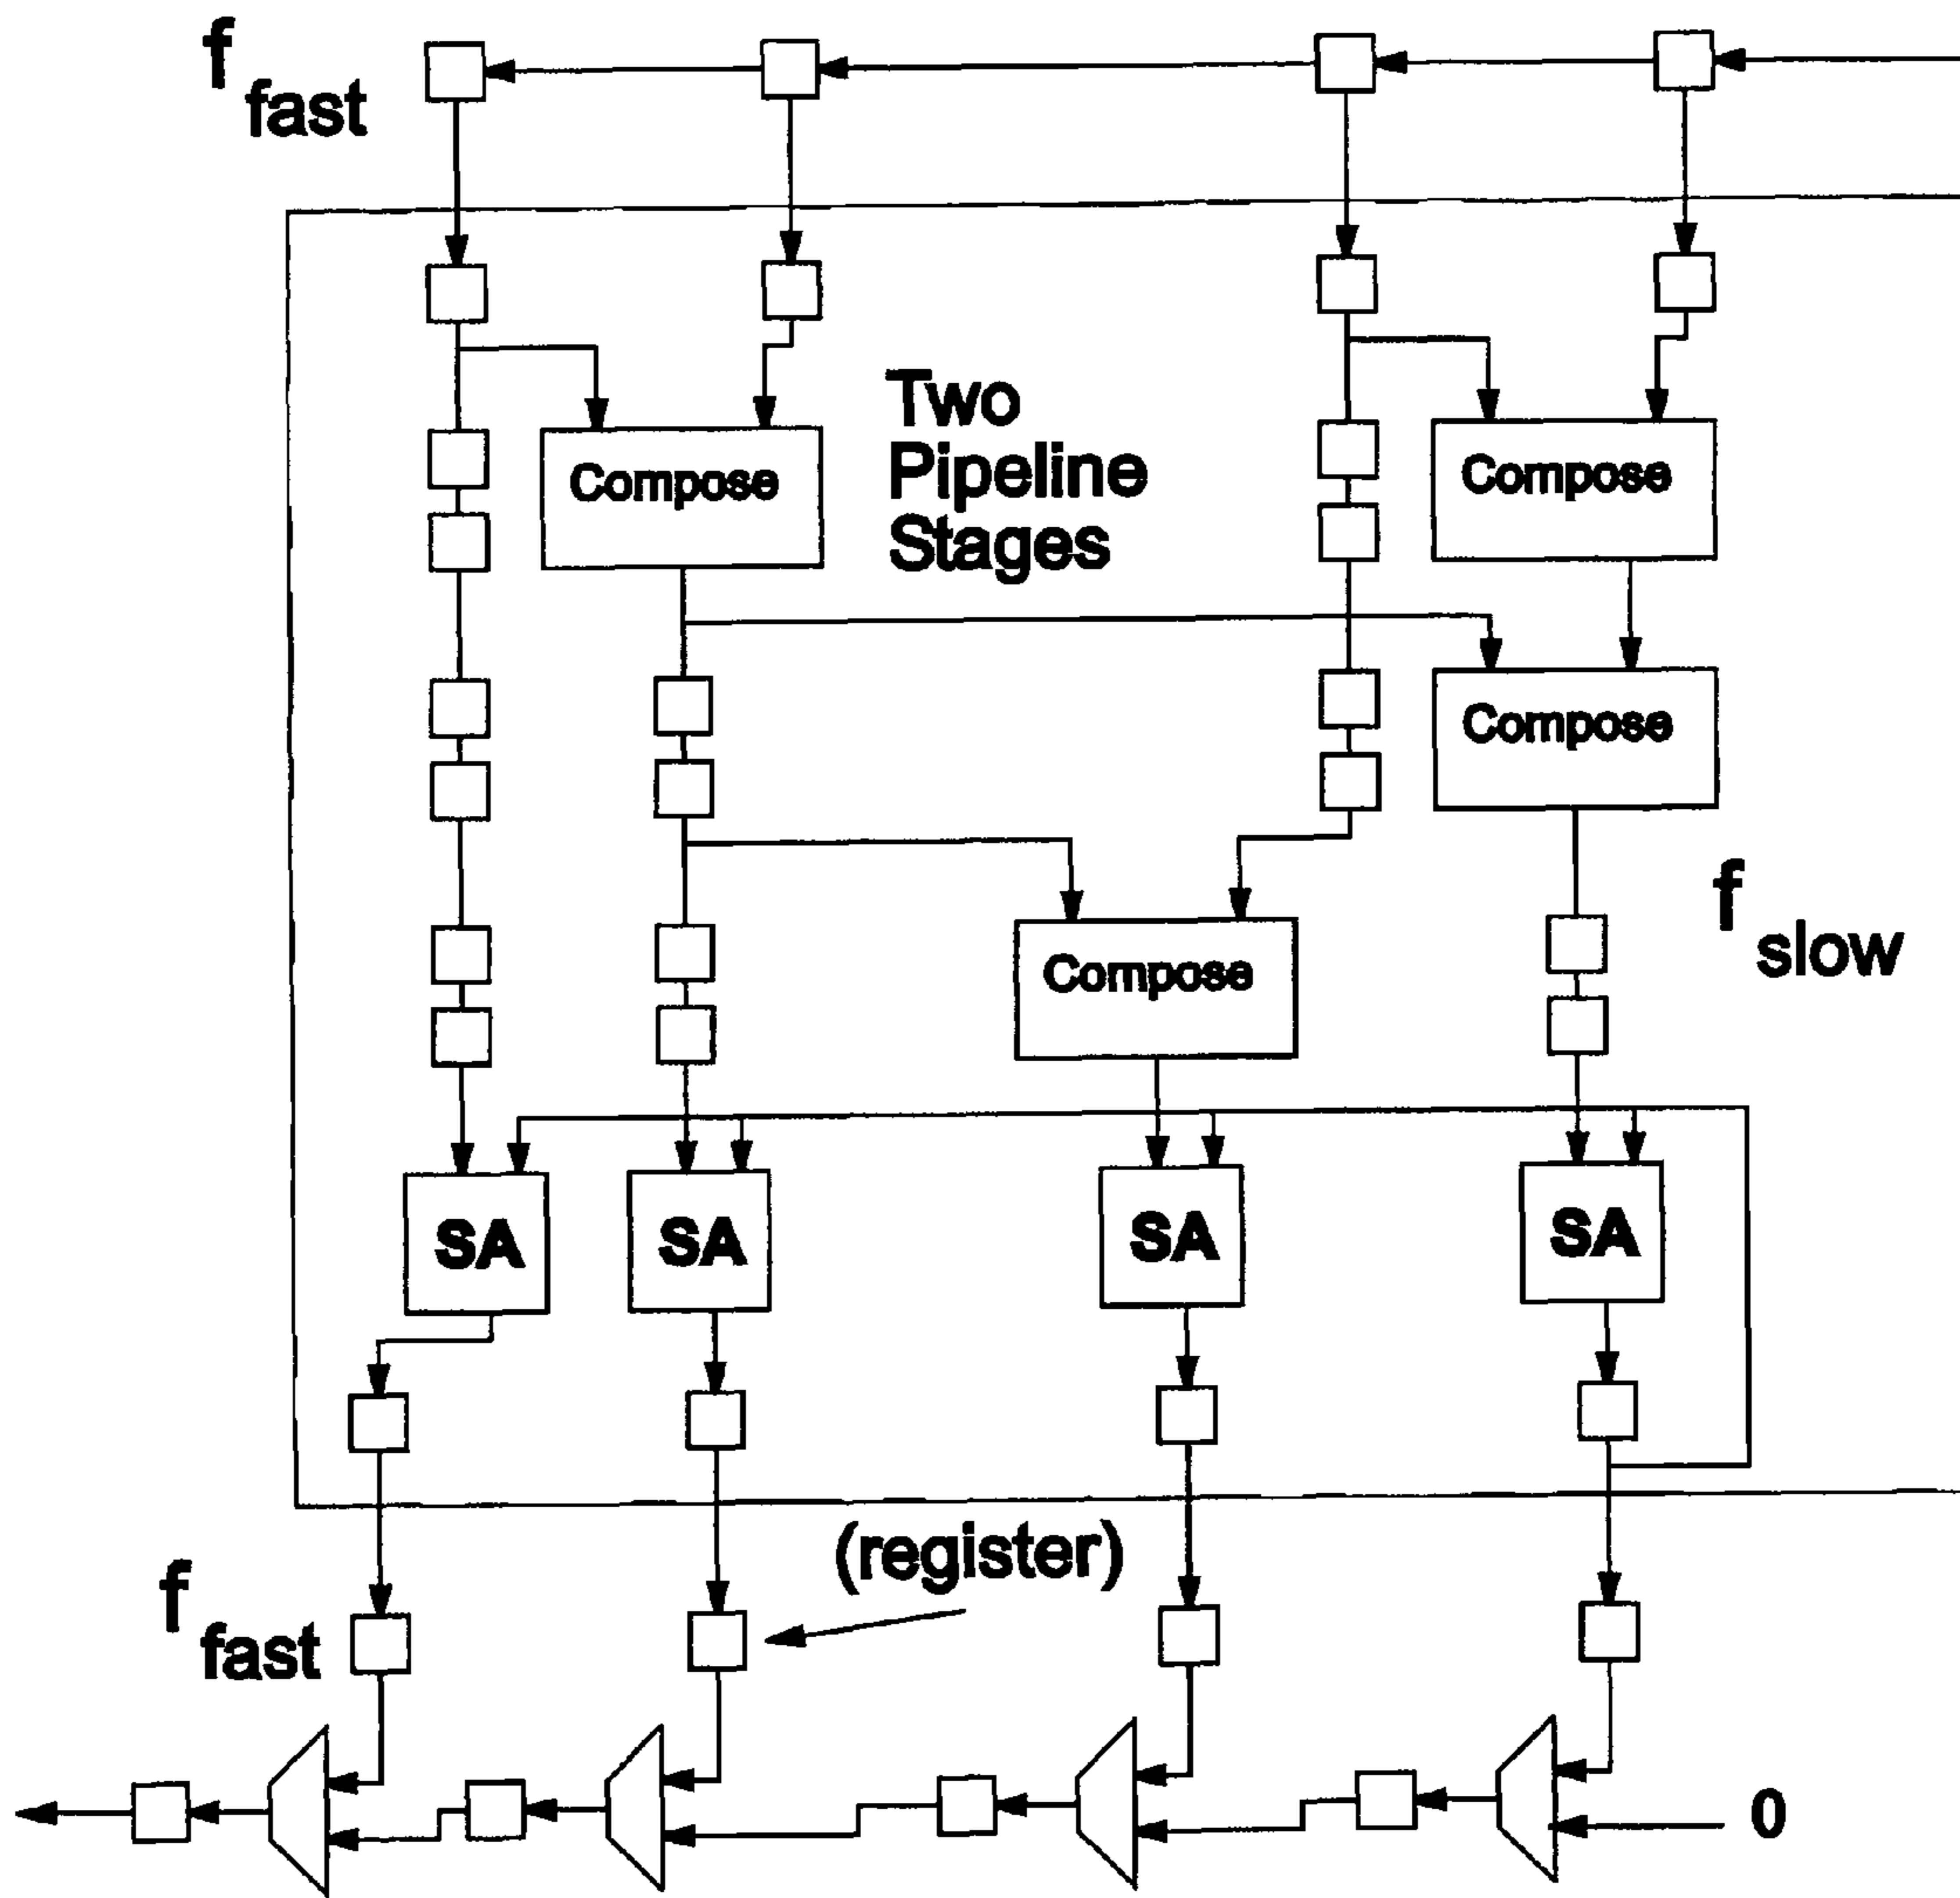 f fast
Two
Pipeline
Stages
Compose
Compose
Compose
f slow
Compose
SA
SA
SA
SA
(register)
f fast
0